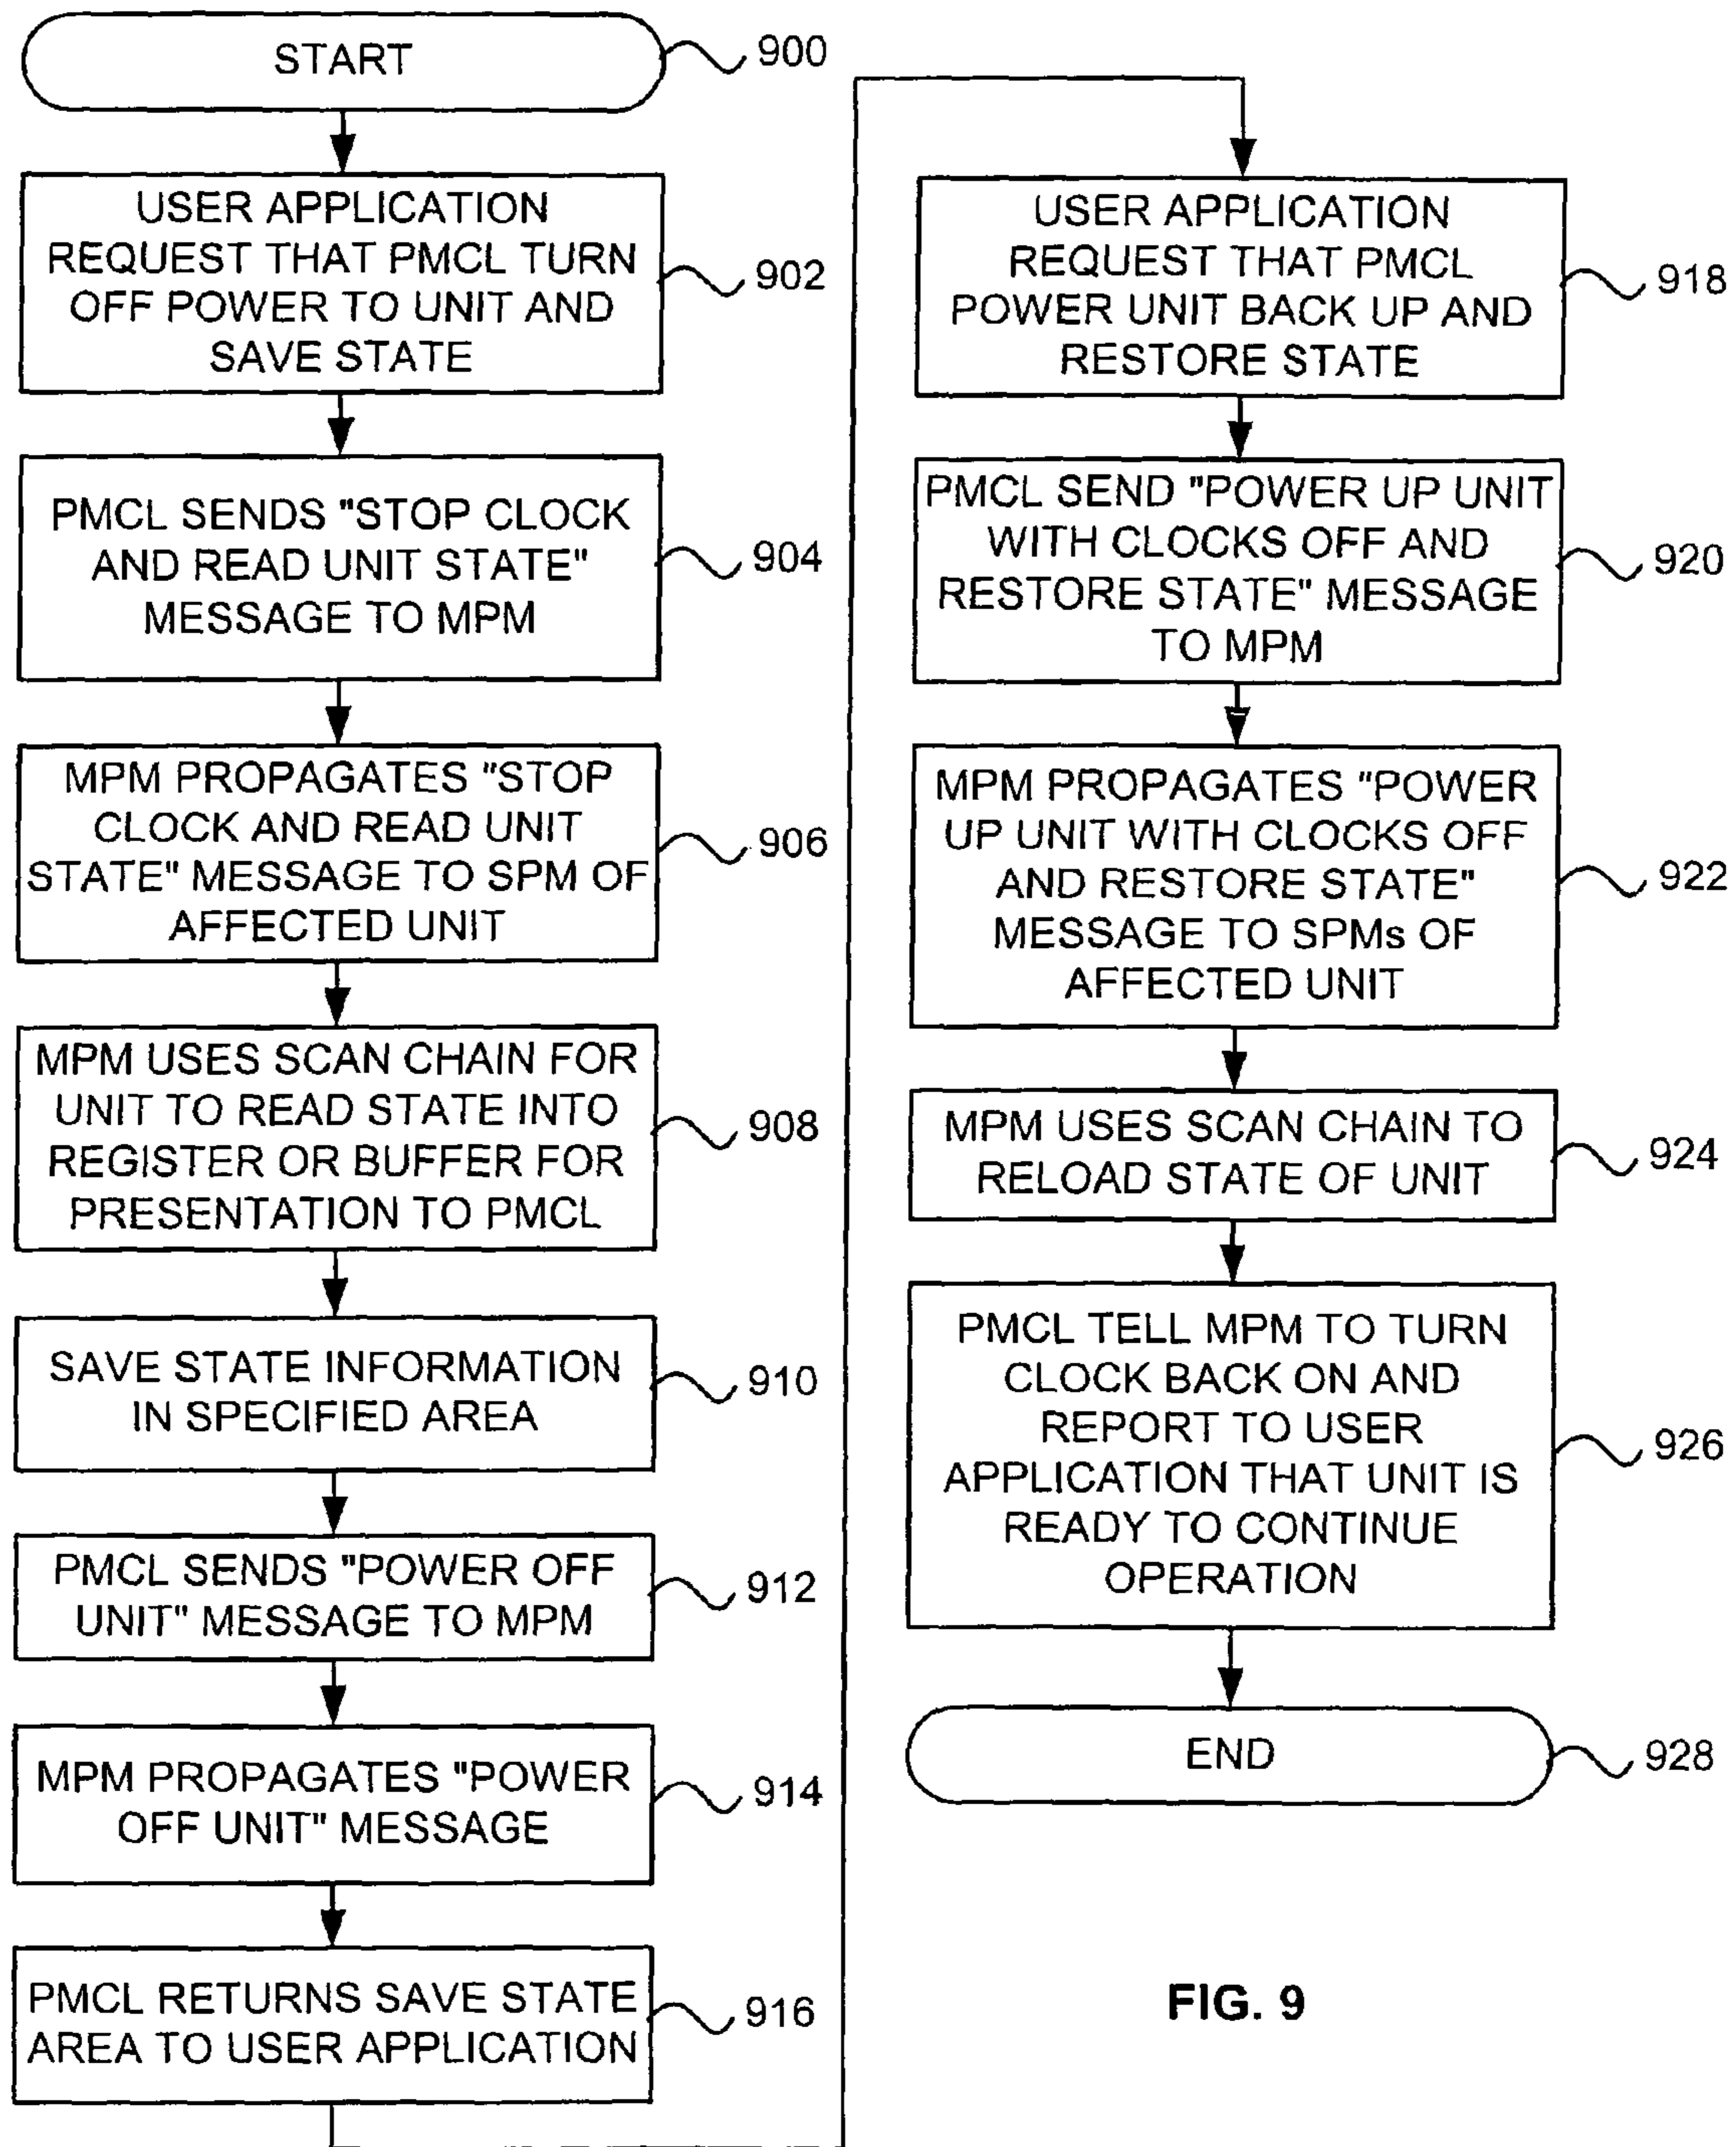 START
900
USER APPLICATION
REQUEST THAT PMCL TURN
OFF POWER TO UNIT AND
SAVE STATE
902
PMCL SENDS "STOP CLOCK
AND READ UNIT STATE"
MESSAGE TO MPM
904
MPM PROPAGATES "STOP
CLOCK AND READ UNIT
STATE" MESSAGE TO SPM OF
AFFECTED UNIT
906
MPM USES SCAN CHAIN FOR
UNIT TO READ STATE INTO
REGISTER OR BUFFER FOR
PRESENTATION TO PMCL
908
SAVE STATE INFORMATION
IN SPECIFIED AREA
910
PMCL SENDS "POWER OFF
UNIT" MESSAGE TO MPM
912
MPM PROPAGATES "POWER
OFF UNIT" MESSAGE
914
PMCL RETURNS SAVE STATE
AREA TO USER APPLICATION
916
USER APPLICATION
REQUEST THAT PMCL
POWER UNIT BACK UP AND
RESTORE STATE
918
PMCL SEND "POWER UP UNIT
WITH CLOCKS OFF AND
RESTORE STATE" MESSAGE
TO MPM
920
MPM PROPAGATES "POWER
UP UNIT WITH CLOCKS OFF
AND RESTORE STATE"
MESSAGE TO SPMs OF
AFFECTED UNIT
922
MPM USES SCAN CHAIN TO
RELOAD STATE OF UNIT
924
PMCL TELL MPM TO TURN
CLOCK BACK ON AND
REPORT TO USER
APPLICATION THAT UNIT IS
READY TO CONTINUE
OPERATION
926
END
928
FIG. 9